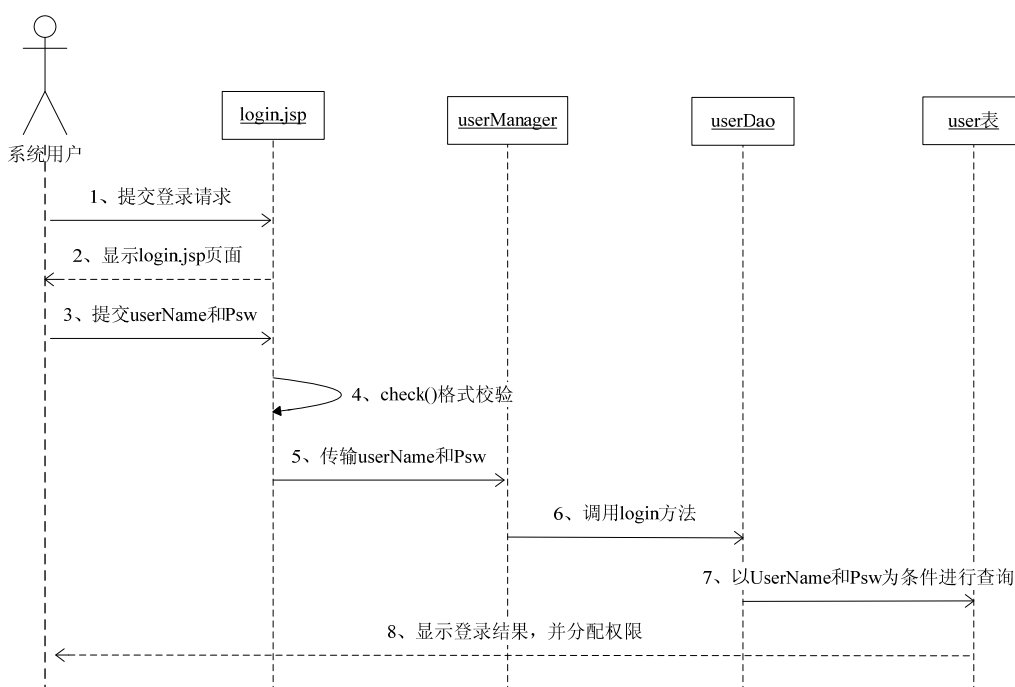 login.jsp
userManager
userDao
user表
系统用户
1、提交登录请求
2、显示login.jsp页面
3、提交userName和Psw
4、check()格式校验
5、传输userName和Psw
6、调用login方法
7、以UserName和Psw为条件进行查询
8、显示登录结果，并分配权限